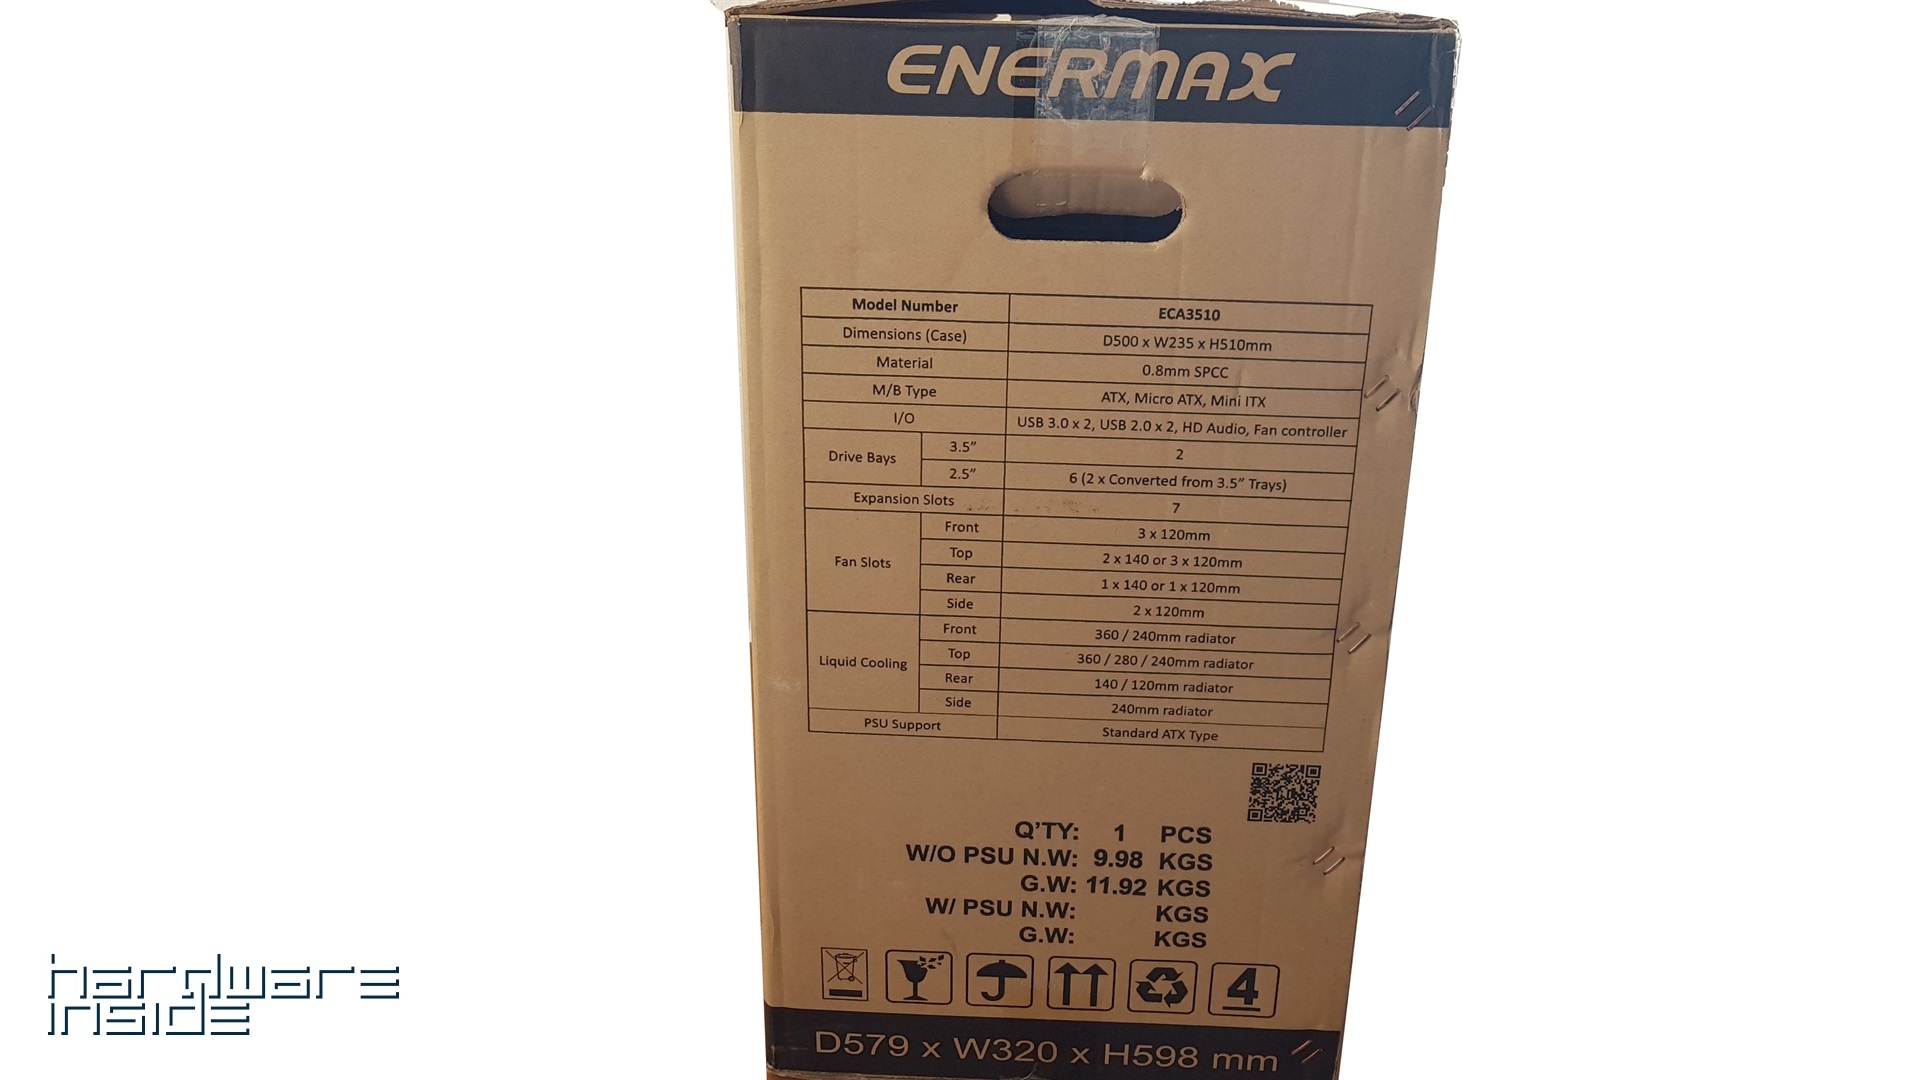 ENERMAX
Model Number ECA3510
Dimensions (Case) D500 x W235 x H510mm
Material 0.8mm SPCC
M/B Type ATX, Micro ATX, Mini ITX
I/O USB 3.0 x 2, USB 2.0 x 2, HD Audio, Fan controller
Drive Bays 3.5” 2
2.5” 6 (2 x Converted from 3.5” Trays)
Expansion Slots 7
Fan Slots Front 3 x 120mm
Top 2 x 140 or 3 x 120mm
Rear 1 x 140 or 1 x 120mm
Side 2 x 120mm
Liquid Cooling Front 360 / 240mm radiator
Top 360 / 280 / 240mm radiator
Rear 140 / 120mm radiator
Side 240mm radiator
PSU Support Standard ATX Type
Q’TY: 1 PCS
W/O PSU N.W: 9.98 KGS
G.W: 11.92 KGS
W/ PSU N.W: KGS
G.W: KGS
4
D579 x W320 x H598 mm
hardware
inside